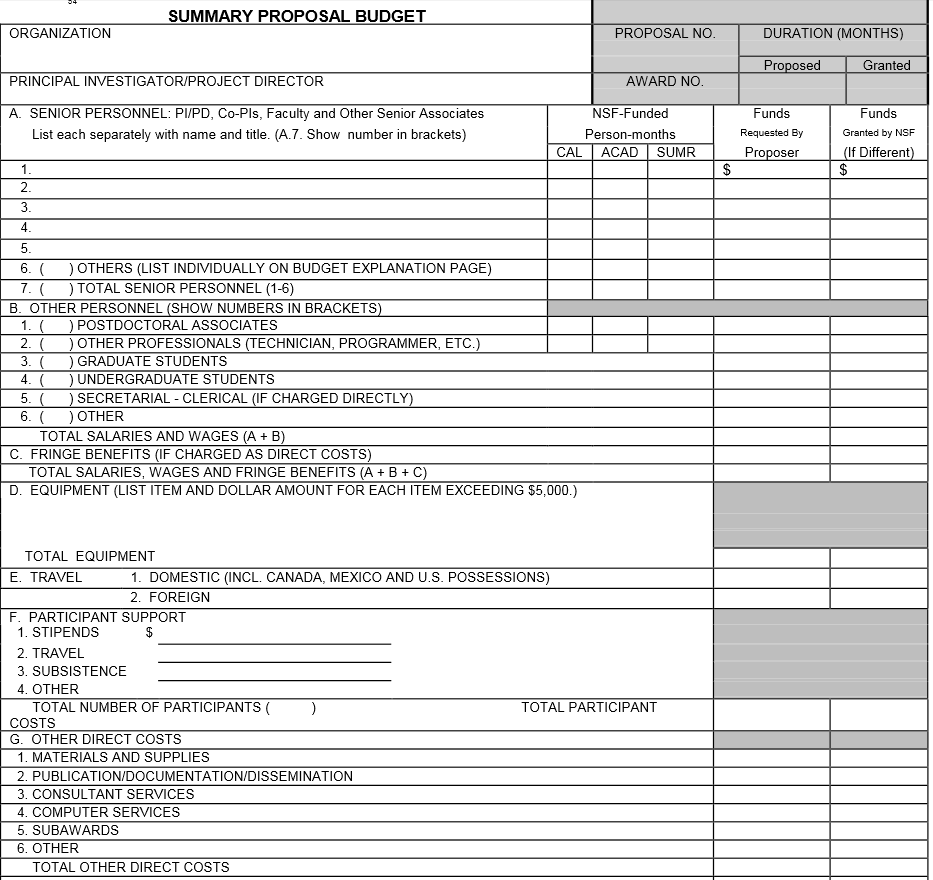 54
SUMMARY PROPOSAL BUDGET
ORGANIZATION PROPOSAL NO. DURATION (MONTHS)
Proposed Granted
PRINCIPAL INVESTIGATOR/PROJECT DIRECTOR AWARD NO.
A. SENIOR PERSONNEL: PI/PD, Co-PIs, Faculty and Other Senior Associates NSF-Funded Funds Funds
List each separately with name and title. (A.7. Show number in brackets) Person-months Requested By Granted by NSF
CAL ACAD SUMR Proposer (If Different)
1. $ $
2.
3.
4.
5.
6. ( ) OTHERS (LIST INDIVIDUALLY ON BUDGET EXPLANATION PAGE)
7. ( ) TOTAL SENIOR PERSONNEL (1-6)
B. OTHER PERSONNEL (SHOW NUMBERS IN BRACKETS)
1. ( ) POSTDOCTORAL ASSOCIATES
2. ( ) OTHER PROFESSIONALS (TECHNICIAN, PROGRAMMER, ETC.)
3. ( ) GRADUATE STUDENTS
4. ( ) UNDERGRADUATE STUDENTS
5. ( ) SECRETARIAL - CLERICAL (IF CHARGED DIRECTLY)
6. ( ) OTHER
TOTAL SALARIES AND WAGES (A + B)
C. FRINGE BENEFITS (IF CHARGED AS DIRECT COSTS)
TOTAL SALARIES, WAGES AND FRINGE BENEFITS (A + B + C)
D. EQUIPMENT (LIST ITEM AND DOLLAR AMOUNT FOR EACH ITEM EXCEEDING $5,000.)
TOTAL EQUIPMENT
E. TRAVEL 1. DOMESTIC (INCL. CANADA, MEXICO AND U.S. POSSESSIONS)
2. FOREIGN
F. PARTICIPANT SUPPORT
1. STIPENDS $
2. TRAVEL
3. SUBSISTENCE
4. OTHER
TOTAL NUMBER OF PARTICIPANTS ( ) TOTAL PARTICIPANT
COSTS
G. OTHER DIRECT COSTS
1. MATERIALS AND SUPPLIES
2. PUBLICATION/DOCUMENTATION/DISSEMINATION
3. CONSULTANT SERVICES
4. COMPUTER SERVICES
5. SUBAWARDS
6. OTHER
TOTAL OTHER DIRECT COSTS